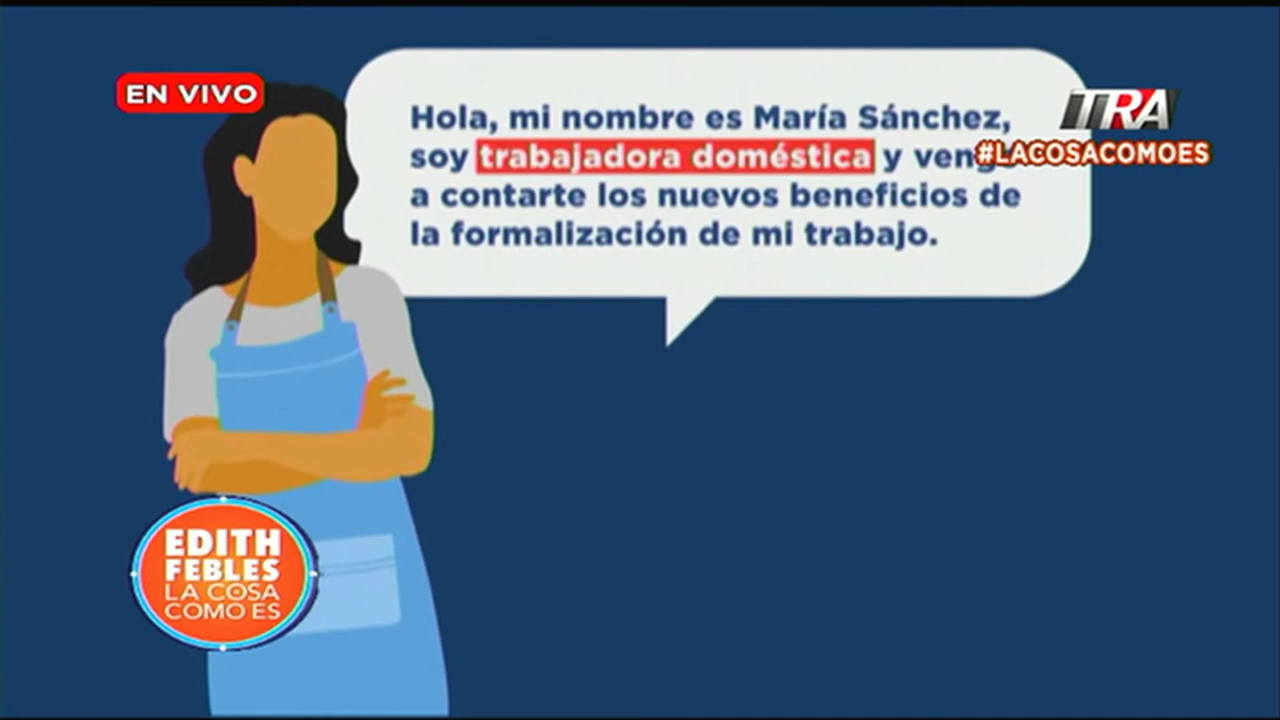 EN VIVO
Hola, mi nombre es María Sánchez,
soy trabajadora doméstica y
a contarte los nuevos beneficios de
la formalización de mi trabajo.
TRA
#LACOSACOMOES
EDITH
FEBLES
LA COSA
COMO ES